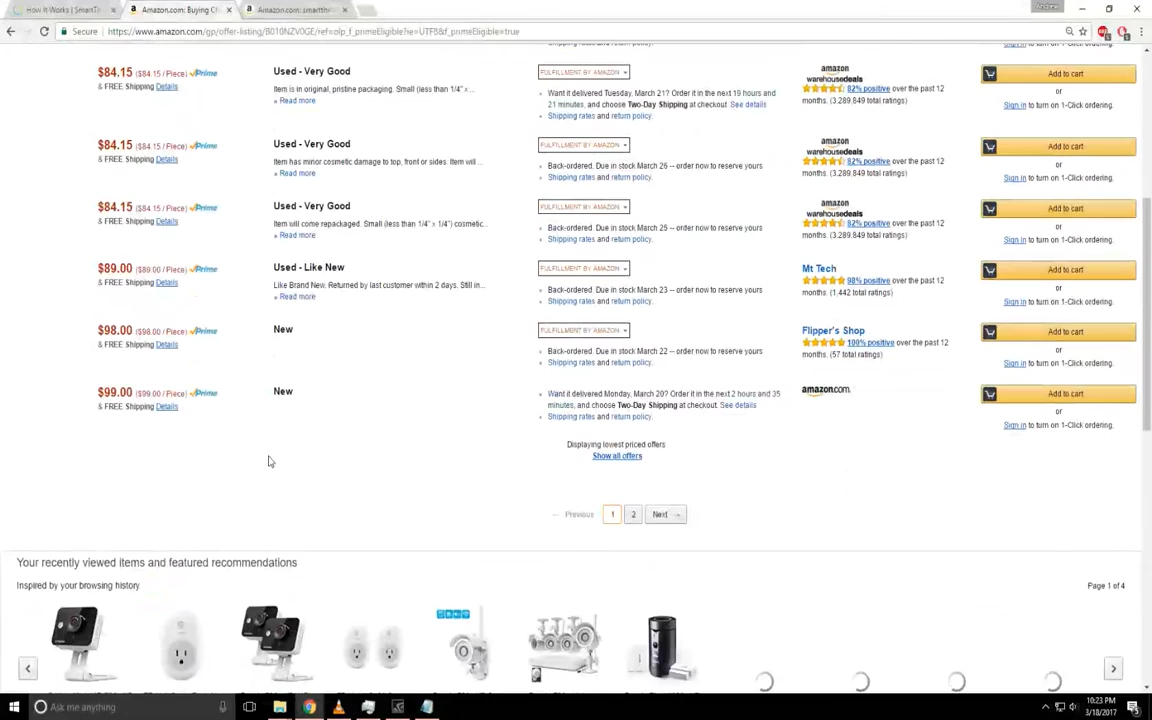 How It Works | SmartTh
Amazon.com: Buying Ch
Amazon.com: smartthin
Andrew
Secure https://www.amazon.com/gp/offer-listing/B010NZV0GE/ref=olp_f_primeEligible?ie=UTF8&f_primeEligible=true
$84.15 ($84.15 / Piece) Prime
& FREE Shipping Details
Used - Very Good
Item is in original, pristine packaging. Small (less than 1/4" x ...
» Read more
FULFILLMENT BY AMAZON
Want it delivered Tuesday, March 21? Order it in the next 19 hours and
21 minutes, and choose Two-Day Shipping at checkout. See details
Shipping rates and return policy.
amazon
warehousedeals
82% positive over the past 12
months. (3,289,849 total ratings)
Add to cart
or
Sign in to turn on 1-Click ordering.
$84.15 ($84.15 / Piece) Prime
& FREE Shipping Details
Used - Very Good
Item has minor cosmetic damage to top, front or sides. Item will ...
» Read more
FULFILLMENT BY AMAZON
Back-ordered. Due in stock March 26 -- order now to reserve yours
Shipping rates and return policy.
amazon
warehousedeals
82% positive over the past 12
months. (3,289,849 total ratings)
Add to cart
or
Sign in to turn on 1-Click ordering.
$84.15 ($84.15 / Piece) Prime
& FREE Shipping Details
Used - Very Good
Item will come repackaged. Small (less than 1/4" x 1/4") cosmetic...
» Read more
FULFILLMENT BY AMAZON
Back-ordered. Due in stock March 25 -- order now to reserve yours
Shipping rates and return policy.
amazon
warehousedeals
82% positive over the past 12
months. (3,289,849 total ratings)
Add to cart
or
Sign in to turn on 1-Click ordering.
$89.00 ($89.00 / Piece) Prime
& FREE Shipping Details
Used - Like New
Like Brand New. Returned by last customer within 2 days. Still in...
» Read more
FULFILLMENT BY AMAZON
Back-ordered. Due in stock March 23 -- order now to reserve yours
Shipping rates and return policy.
Mt Tech
98% positive over the past 12
months. (1,442 total ratings)
Add to cart
or
Sign in to turn on 1-Click ordering.
$98.00 ($98.00 / Piece) Prime
& FREE Shipping Details
New
FULFILLMENT BY AMAZON
Back-ordered. Due in stock March 22 -- order now to reserve yours
Shipping rates and return policy.
Flipper's Shop
100% positive over the past 12
months. (57 total ratings)
Add to cart
or
Sign in to turn on 1-Click ordering.
$99.00 ($99.00 / Piece) Prime
& FREE Shipping Details
New
Want it delivered Monday, March 20? Order it in the next 2 hours and 35
minutes, and choose Two-Day Shipping at checkout. See details
Shipping rates and return policy.
amazon.com.
Add to cart
or
Sign in to turn on 1-Click ordering.
Displaying lowest priced offers
Show all offers
← Previous 1 2 Next →
Your recently viewed items and featured recommendations
Inspired by your browsing history
Page 1 of 4
Ask me anything
10:23 PM
3/18/2017